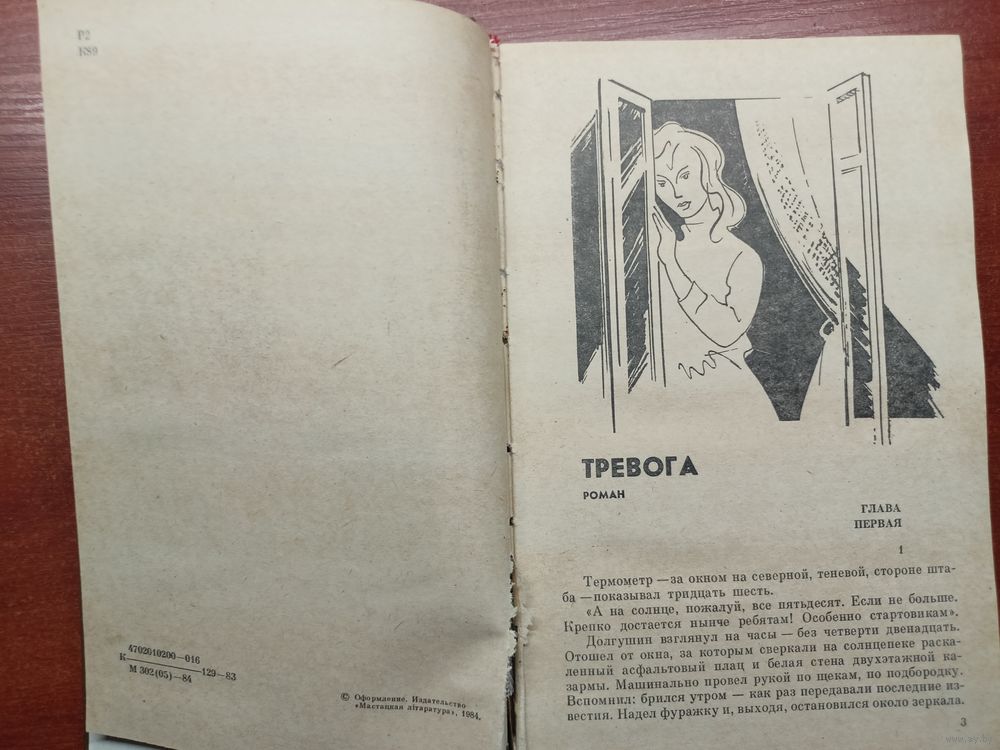 Р2
К89
4702010200—016
К————————129—83
М 302(05)—84
© Оформление. Издательство
«Мастацкая літаратура», 1984.
ТРЕВОГА
РОМАН
ГЛАВА
ПЕРВАЯ
1
Термометр — за окном на северной, теневой, стороне шта-
ба — показывал тридцать шесть.
«А на солнце, пожалуй, все пятьдесят. Если не больше.
Крепко достается нынче ребятам! Особенно стартовикам».
Долгушин взглянул на часы — без четверти двенадцать.
Отошел от окна, за которым сверкали на солнцепеке раска-
ленный асфальтовый плац и белая стена двухэтажной ка-
зармы. Машинально провел рукой по щекам, по подбородку.
Вспомнил: брился утром — как раз передавали последние из-
вестия. Надел фуражку и, выходя, остановился около зеркала.
3
www.ay.by